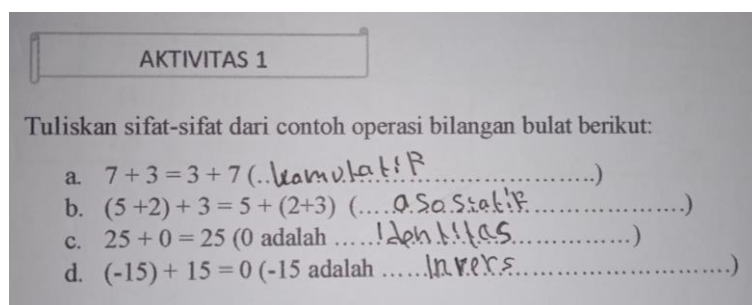 AKTIVITAS 1
Tuliskan sifat-sifat dari contoh operasi bilangan bulat berikut:
a. 7 + 3 = 3 + 7 (..komutatif....................)
b. (5 +2) + 3 = 5 + (2+3) (....asosiatif....................)
c. 25 + 0 = 25 (0 adalah .....Identitas...............)
d. (-15) + 15 = 0 (-15 adalah ......Invers...........................)